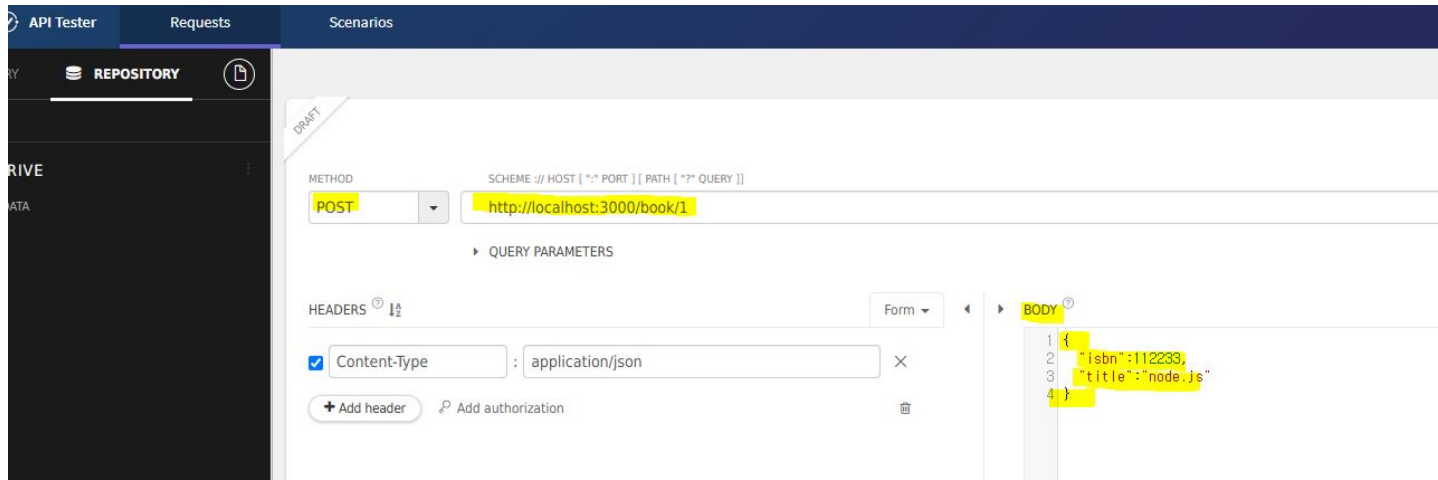 API Tester
Requests
Scenarios
RY
REPOSITORY
DRAFT
RIVE
ATA
METHOD
SCHEME :// HOST [ ":" PORT ] [ PATH [ "?" QUERY ]]
POST
http://localhost:3000/book/1
QUERY PARAMETERS
HEADERS ? A Z
Form
BODY ?
Content-Type : application/json
+ Add header
Add authorization
1 {
2 "isbn":112233,
3 "title":"node.js"
4 }